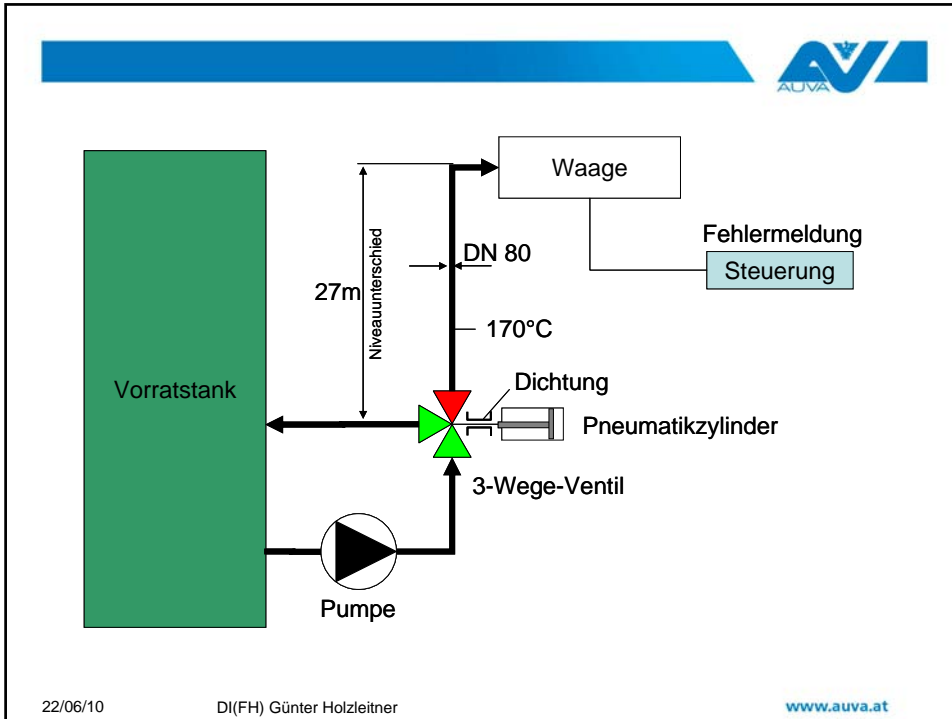 AUVA
Waage
Fehlermeldung
Steuerung
DN 80
27m
Niveauunterschied
170°C
Vorratstank
Dichtung
Pneumatikzylinder
3-Wege-Ventil
Pumpe
22/06/10 DI(FH) Günter Holzleitner www.auva.at